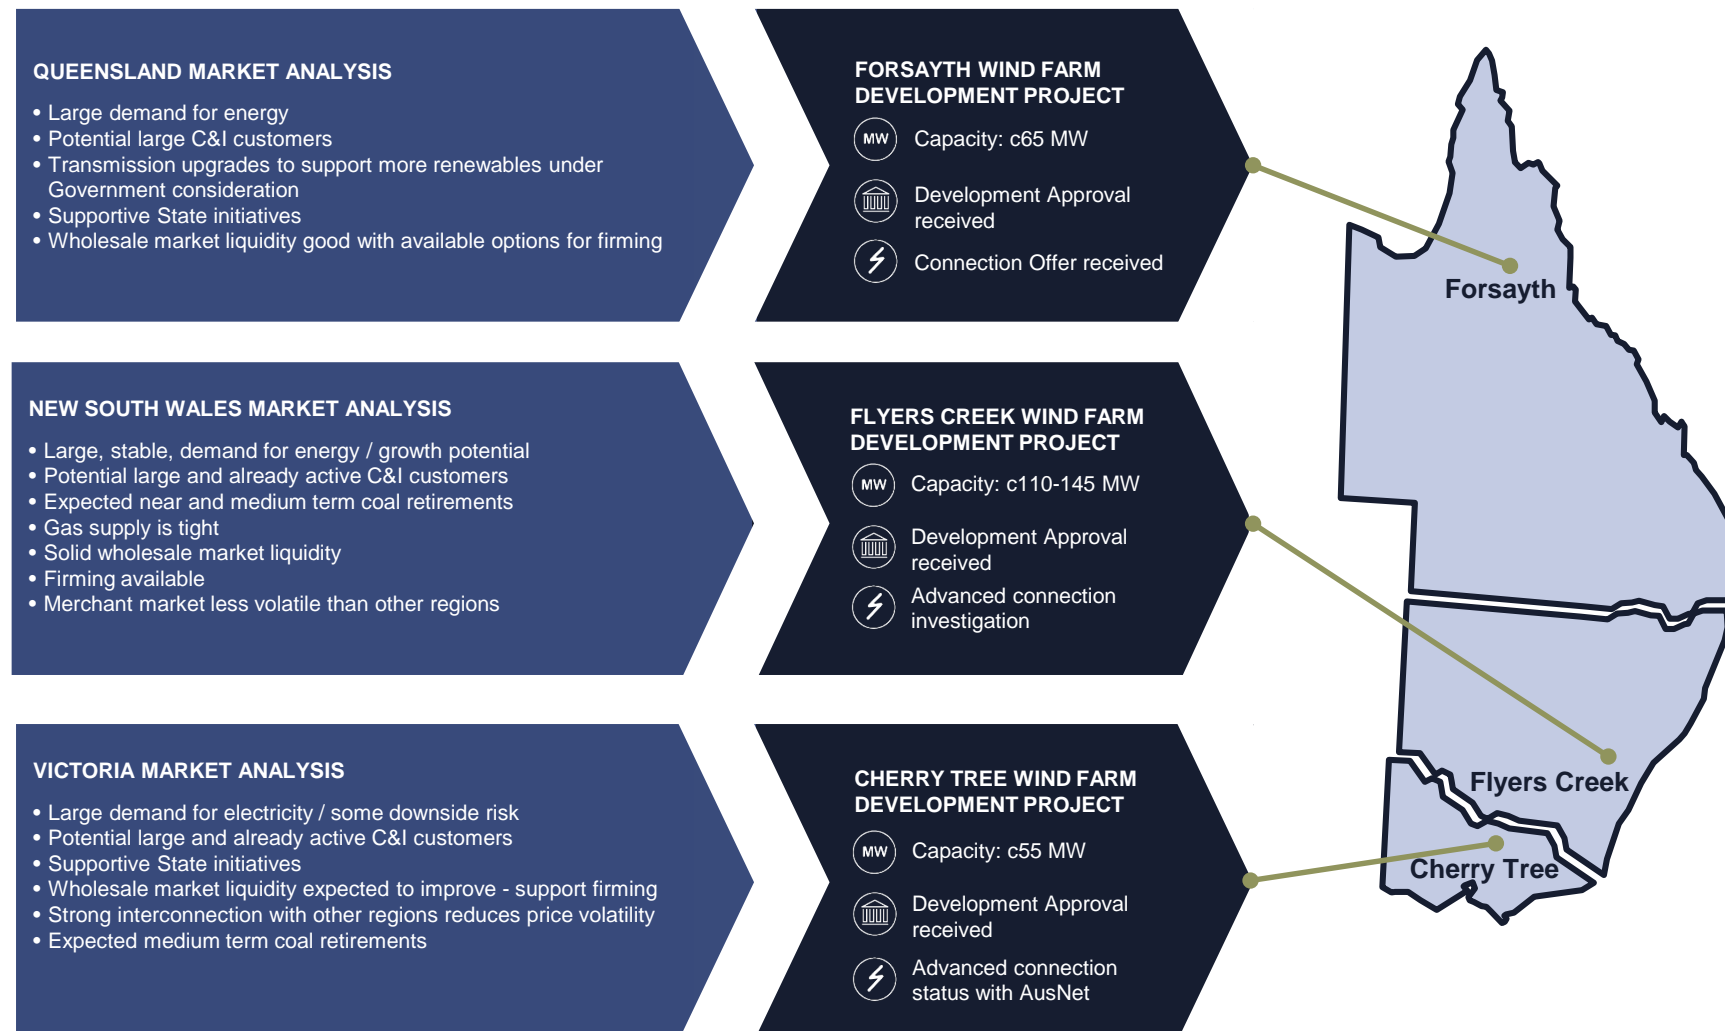 QUEENSLAND MARKET ANALYSIS
• Large demand for energy
• Potential large C&I customers
• Transmission upgrades to support more renewables under
Government consideration
• Supportive State initiatives
• Wholesale market liquidity good with available options for firming
FORSAYTH WIND FARM
DEVELOPMENT PROJECT
MW
Capacity: c65 MW
Development Approval
received
Connection Offer received
Forsayth
NEW SOUTH WALES MARKET ANALYSIS
• Large, stable, demand for energy / growth potential
• Potential large and already active C&I customers
• Expected near and medium term coal retirements
• Gas supply is tight
• Solid wholesale market liquidity
• Firming available
• Merchant market less volatile than other regions
FLYERS CREEK WIND FARM
DEVELOPMENT PROJECT
MW
Capacity: c110-145 MW
Development Approval
received
Advanced connection
investigation
Flyers Creek
VICTORIA MARKET ANALYSIS
• Large demand for electricity / some downside risk
• Potential large and already active C&I customers
• Supportive State initiatives
• Wholesale market liquidity expected to improve - support firming
• Strong interconnection with other regions reduces price volatility
• Expected medium term coal retirements
CHERRY TREE WIND FARM
DEVELOPMENT PROJECT
MW
Capacity: c55 MW
Development Approval
received
Advanced connection
status with AusNet
Cherry Tree